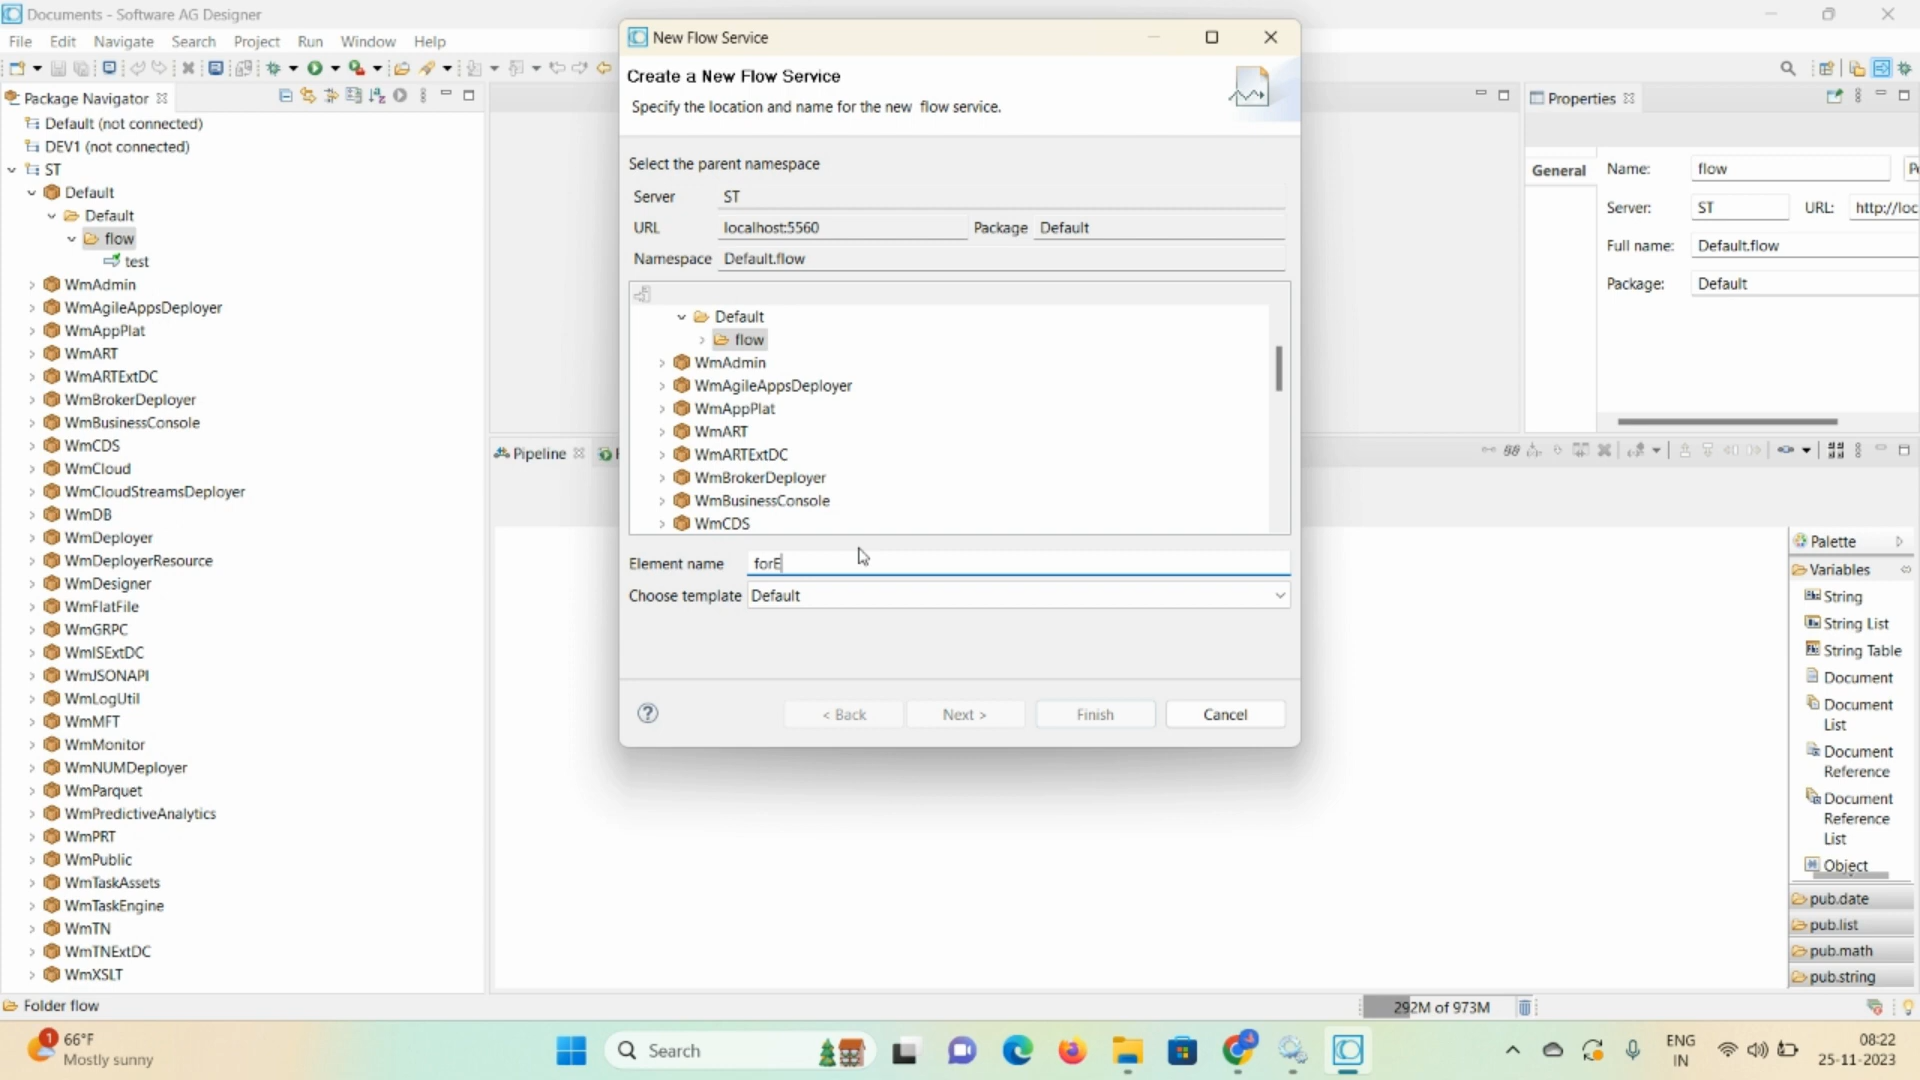 Documents - Software AG Designer
File Edit Navigate Search Project Run Window Help
Package Navigator
Default (not connected)
DEV1 (not connected)
ST
Default
Default
flow
test
WmAdmin
WmAgileAppsDeployer
WmAppPlat
WmART
WmARTExtDC
WmBrokerDeployer
WmBusinessConsole
WmCDS
WmCloud
WmCloudStreamsDeployer
WmDB
WmDeployer
WmDeployerResource
WmDesigner
WmFlatFile
WmGRPC
WmISExtDC
WmJSONAPI
WmLogUtil
WmMFT
WmMonitor
WmNUMDeployer
WmParquet
WmPredictiveAnalytics
WmPRT
WmPublic
WmTaskAssets
WmTaskEngine
WmTN
WmTNExtDC
WmXSLT
Folder flow
New Flow Service
Create a New Flow Service
Specify the location and name for the new flow service.
Select the parent namespace
Server ST
URL localhost:5560 Package Default
Namespace Default.flow
Default
flow
WmAdmin
WmAgileAppsDeployer
WmAppPlat
WmART
WmARTExtDC
WmBrokerDeployer
WmBusinessConsole
WmCDS
Element name forE
Choose template Default
< Back Next > Finish Cancel
Pipeline
Properties
General
Name: flow
Server: ST URL: http://loc
Full name: Default.flow
Package: Default
Palette
Variables
String
String List
String Table
Document
Document
List
Document
Reference
Document
Reference
List
Object
pub.date
pub.list
pub.math
pub.string
292M of 973M
1
66°F
Mostly sunny
Search
4
ENG
IN
08:22
25-11-2023